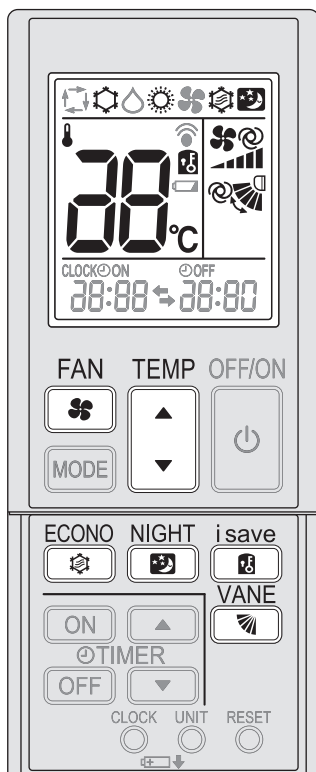 88
°C
CLOCK ON OFF
88:88 88:80
FAN TEMP OFF/ON
MODE
ECONO NIGHT i save
VANE
ON
TIMER
OFF
CLOCK UNIT RESET